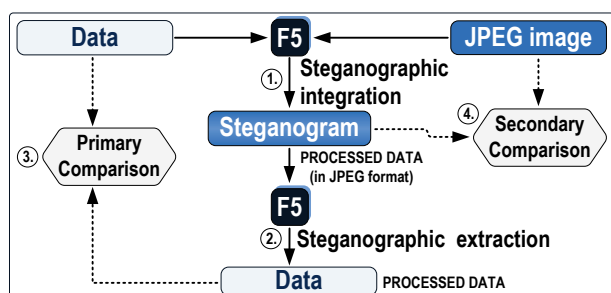 Data
F5
JPEG image
1.
Steganographic
integration
4.
Steganogram
3.
Primary
Comparison
Secondary
Comparison
PROCESSED DATA
(in JPEG format)
F5
2.
Steganographic extraction
Data
PROCESSED DATA